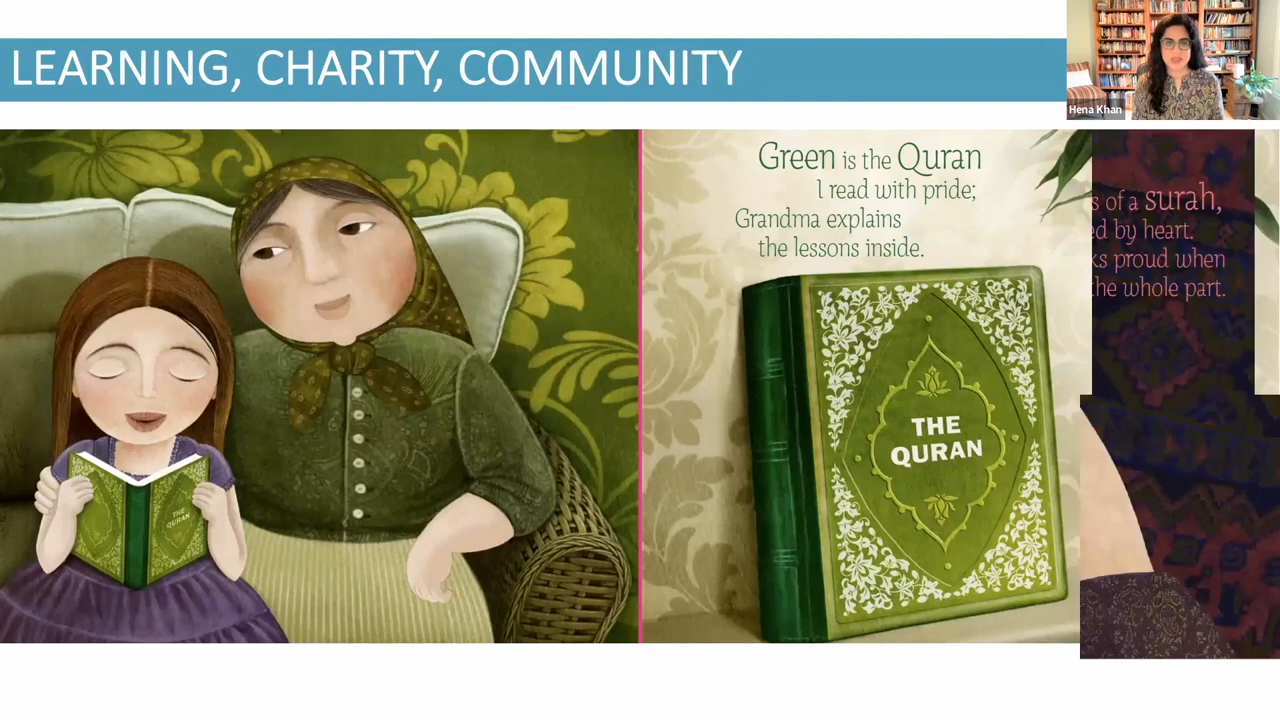 LEARNING, CHARITY, COMMUNITY
Hena Khan
Green is the Quran
I read with pride;
Grandma explains
the lessons inside.
THE
QURAN
THE
QURAN
of a surah,
by heart.
proud when
the whole part.